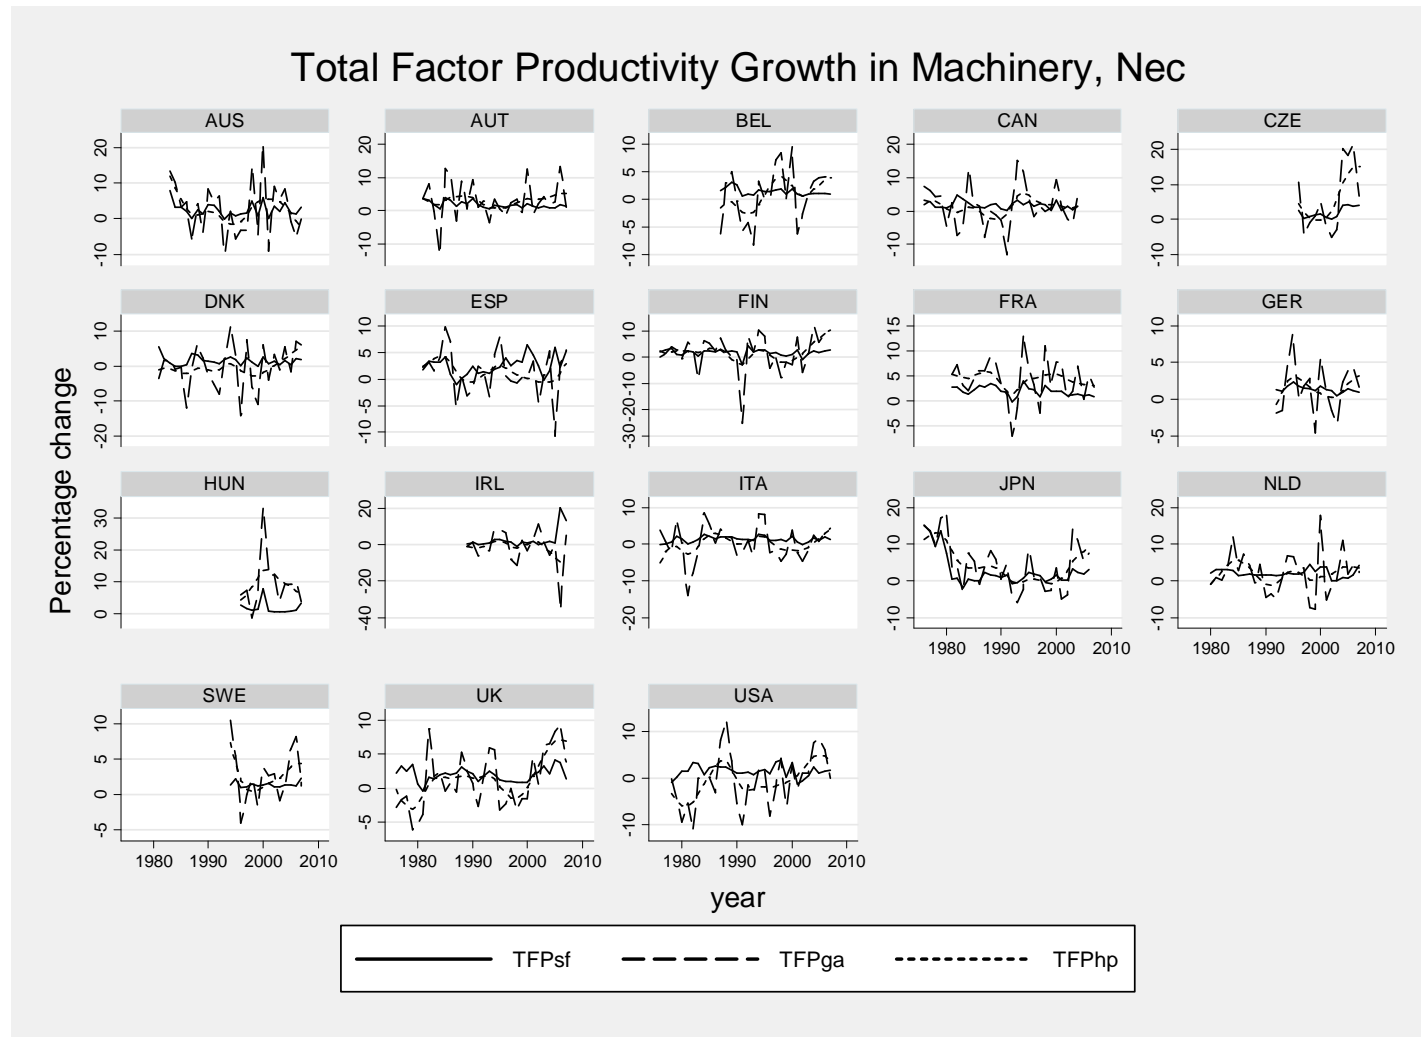 Total Factor Productivity Growth in Machinery, Nec
Percentage change
AUS
20
10
0
-10
AUT
20
10
0
-10
BEL
10
5
0
-5
-10
CAN
20
10
0
-10
CZE
20
10
0
-10
DNK
10
0
-10
-20
ESP
10
5
0
-5
-10
FIN
10
0
-10
-20
-30
FRA
15
10
5
0
-5
GER
10
5
0
-5
HUN
30
20
10
0
IRL
20
0
-20
-40
ITA
10
0
-10
-20
JPN
20
10
0
-10
1980 1990 2000 2010
NLD
20
10
0
-10
1980 1990 2000 2010
SWE
10
5
0
-5
1980 1990 2000 2010
UK
10
5
0
-5
1980 1990 2000 2010
USA
10
0
-10
1980 1990 2000 2010
year
TFPsf TFPga TFPhp